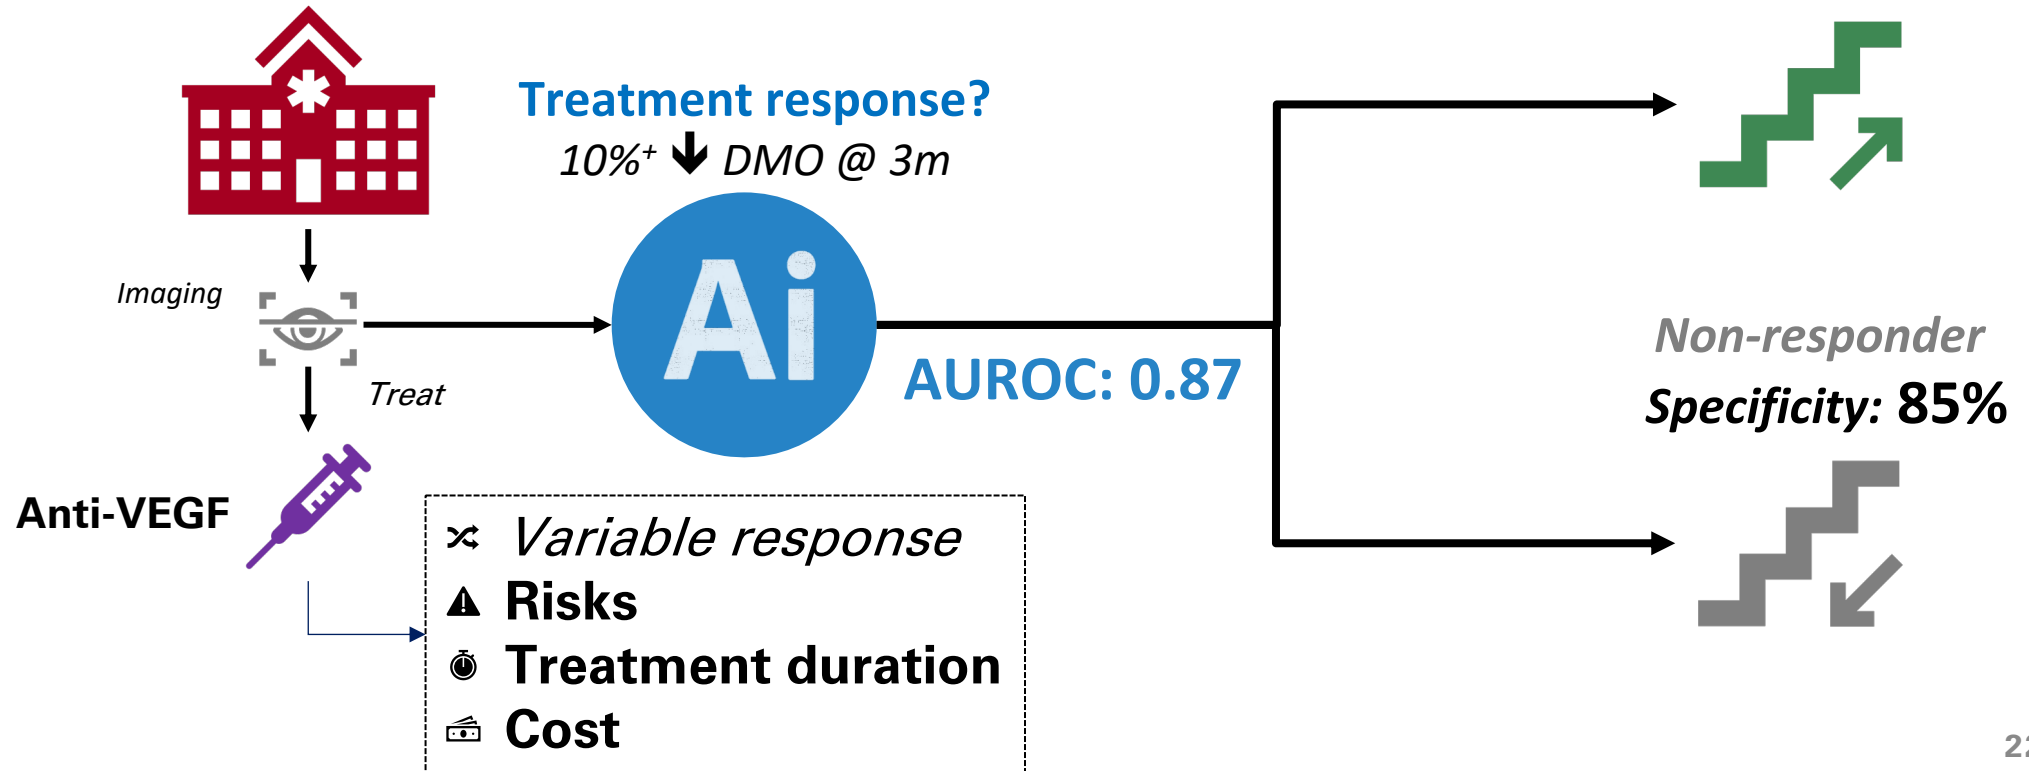 Treatment response?
10%+ DMO @ 3m
Imaging
Ai
Treat
AUROC: 0.87
Non-responder
Specificity: 85%
Anti-VEGF
Variable response
Risks
Treatment duration
Cost